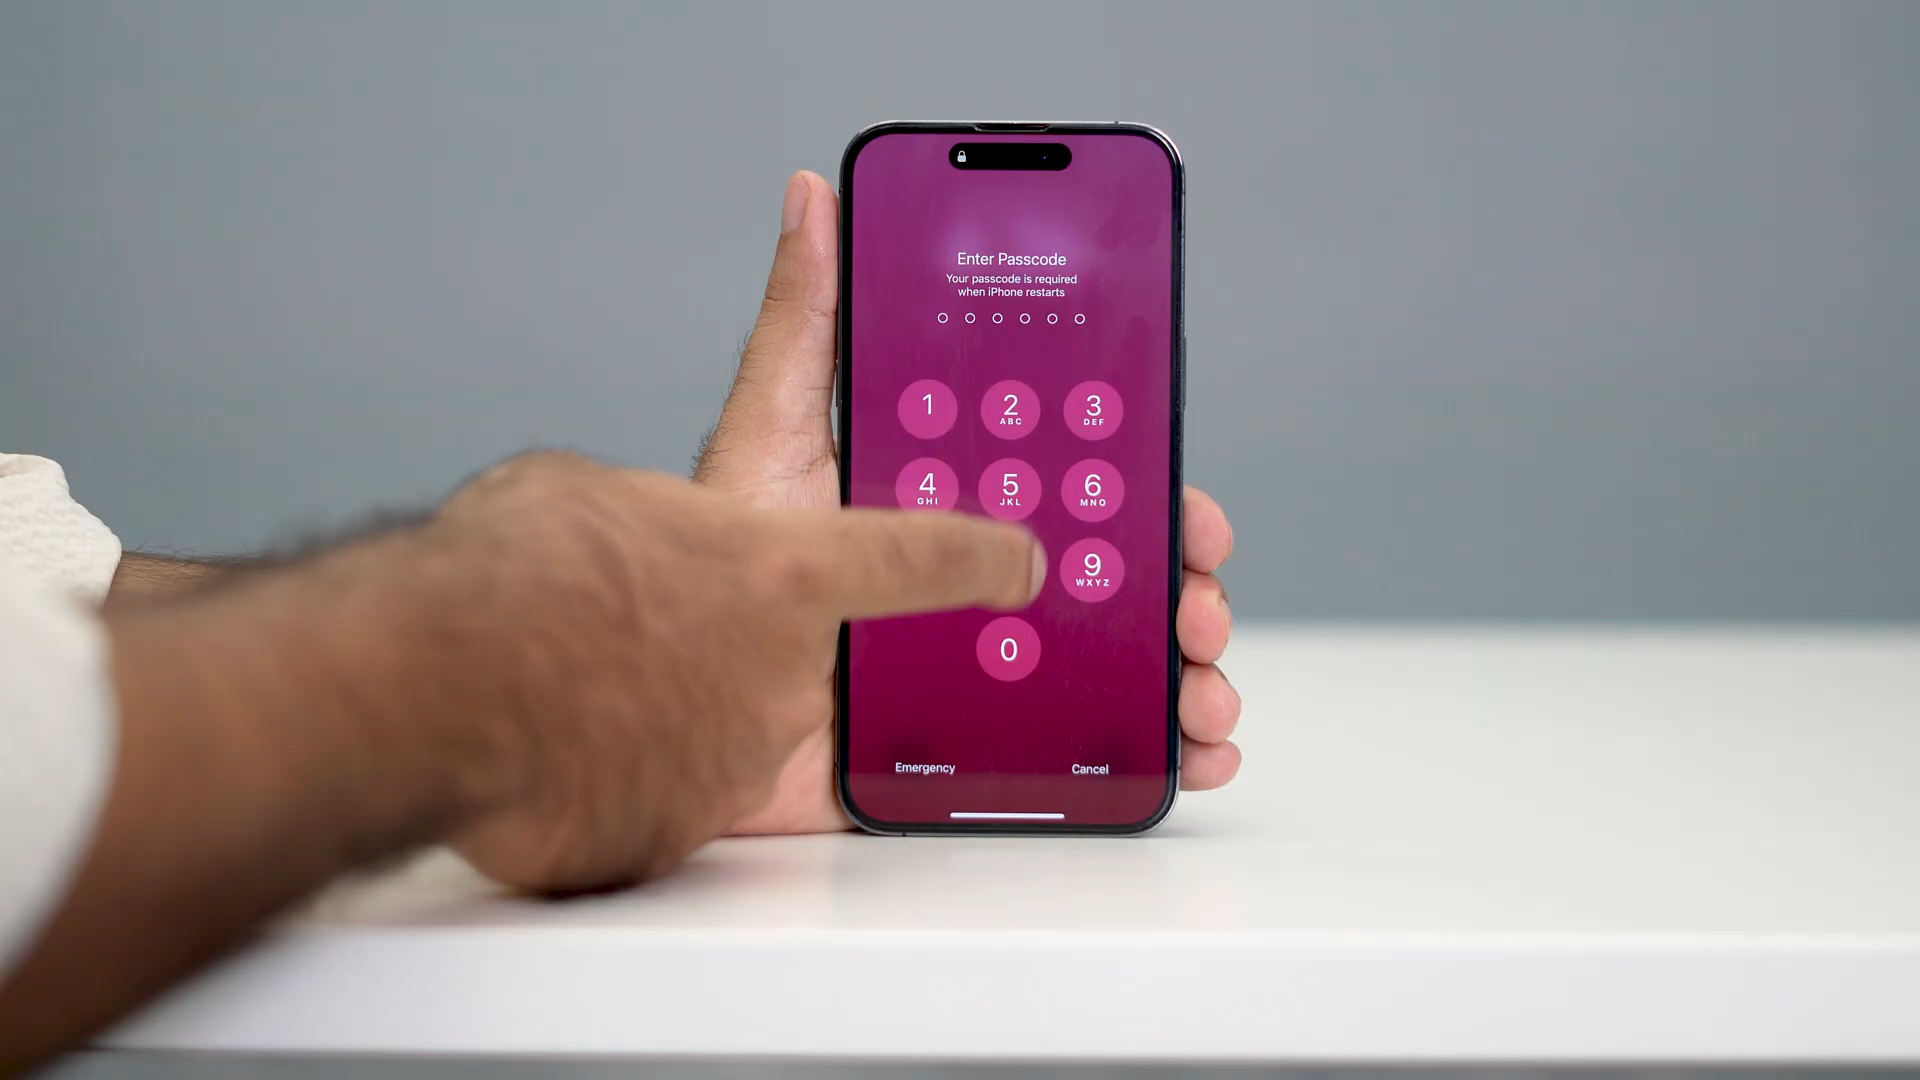 Enter Passcode
Your passcode is required
when iPhone restarts
1 2 3
ABC DEF
4 5 6
GHI JKL MNO
9
WXYZ
0
Emergency Cancel